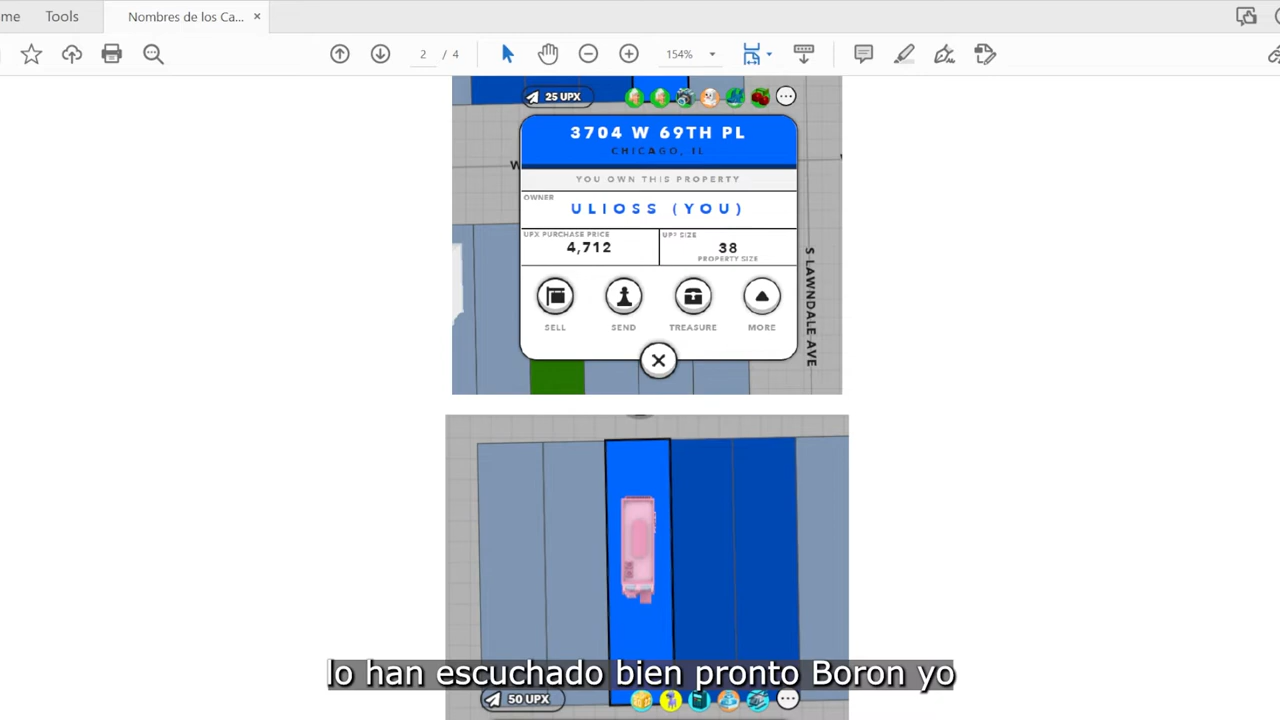 me
Tools
Nombres de los Ca... ×
2 / 4
154%
25 UPX
3704 W 69TH PL
CHICAGO, IL
W
YOU OWN THIS PROPERTY
OWNER
ULIOSS (YOU)
UPX PURCHASE PRICE
4,712
UP² SIZE
38
PROPERTY SIZE
SELL
SEND
TREASURE
MORE
S LAWNDALE AVE
lo han escuchado bien pronto Boron yo
50 UPX